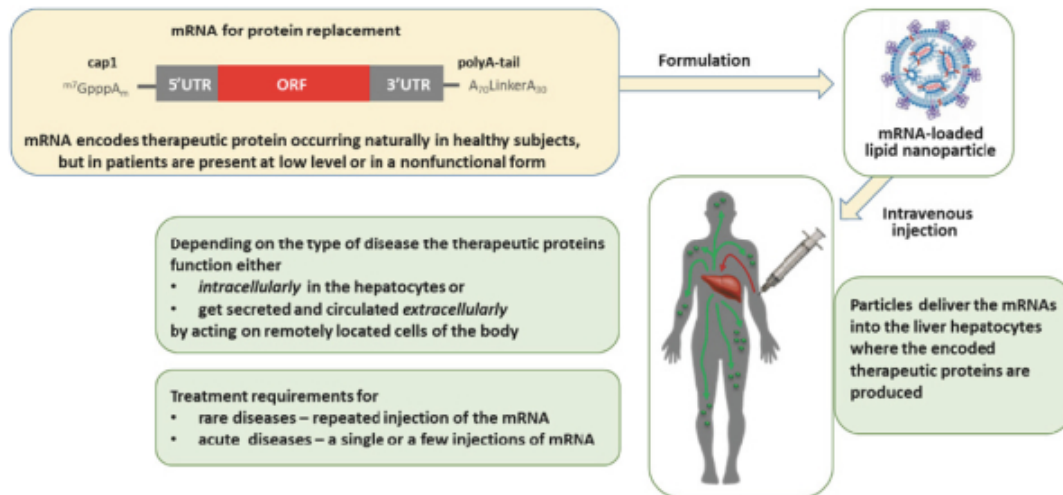 mRNA for protein replacement
cap1
polyA-tail
m7GpppAm
5'UTR
ORF
3'UTR
A70LinkerA30
mRNA encodes therapeutic protein occurring naturally in healthy subjects,
but in patients are present at low level or in a nonfunctional form
Formulation
mRNA-loaded
lipid nanoparticle
Intravenous
injection
Depending on the type of disease the therapeutic proteins
function either
• intracellularly in the hepatocytes or
• get secreted and circulated extracellularly
by acting on remotely located cells of the body
Particles deliver the mRNAs
into the liver hepatocytes
where the encoded
therapeutic proteins are
produced
Treatment requirements for
• rare diseases – repeated injection of the mRNA
• acute diseases – a single or a few injections of mRNA